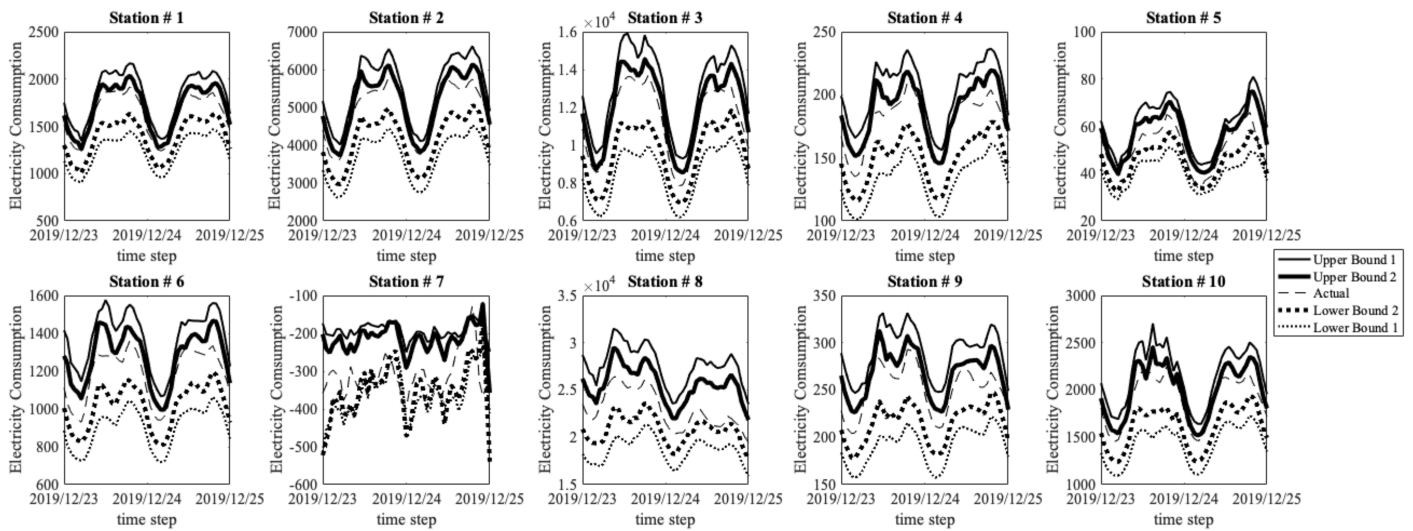 Station # 1
Station # 2
Station # 3
Station # 4
Station # 5
Electricity Comsumption
2500
2000
1500
1000
500
2019/12/23 2019/12/24 2019/12/25
time step
Electricity Comsumption
7000
6000
5000
4000
3000
2000
2019/12/23 2019/12/24 2019/12/25
time step
Electricity Comsumption
×10⁴
1.6
1.4
1.2
1
0.8
0.6
2019/12/23 2019/12/24 2019/12/25
time step
Electricity Comsumption
250
200
150
100
2019/12/23 2019/12/24 2019/12/25
time step
Electricity Comsumption
100
80
60
40
20
2019/12/23 2019/12/24 2019/12/25
time step
Station # 6
Station # 7
Station # 8
Station # 9
Station # 10
Electricity Comsumption
1600
1400
1200
1000
800
600
2019/12/23 2019/12/24 2019/12/25
time step
Electricity Comsumption
-100
-200
-300
-400
-500
-600
2019/12/23 2019/12/24 2019/12/25
time step
Electricity Comsumption
×10⁴
3.5
3
2.5
2
1.5
2019/12/23 2019/12/24 2019/12/25
time step
Electricity Comsumption
350
300
250
200
150
2019/12/23 2019/12/24 2019/12/25
time step
Electricity Comsumption
3000
2500
2000
1500
1000
2019/12/23 2019/12/24 2019/12/25
time step
Upper Bound 1
Upper Bound 2
Actual
Lower Bound 2
Lower Bound 1